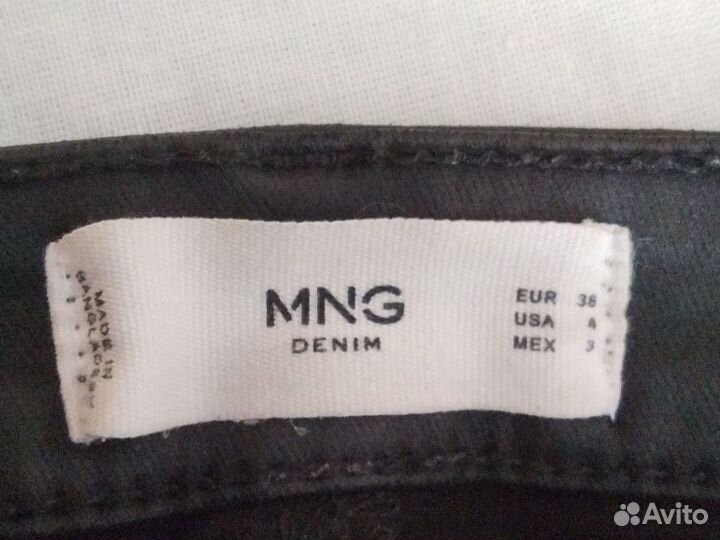 MADE IN
BANGLADESH
MNG
DENIM
EUR 36
USA 4
MEX 3
Avito